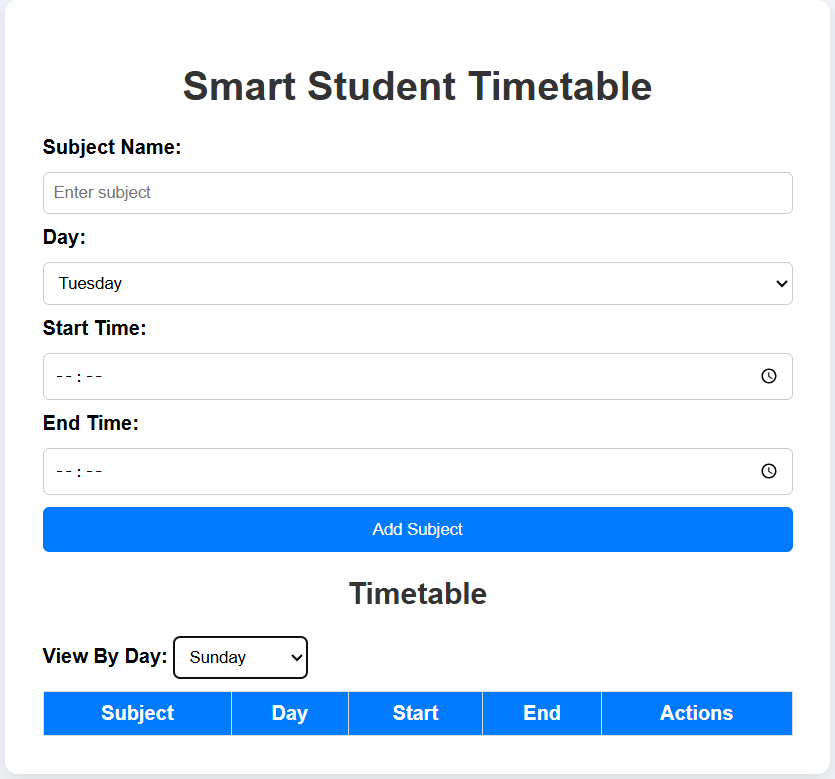 Smart Student Timetable
Subject Name:
Enter subject
Day:
Tuesday
Start Time:
--:--
End Time:
--:--
Add Subject
Timetable
View By Day: Sunday
Subject Day Start End Actions